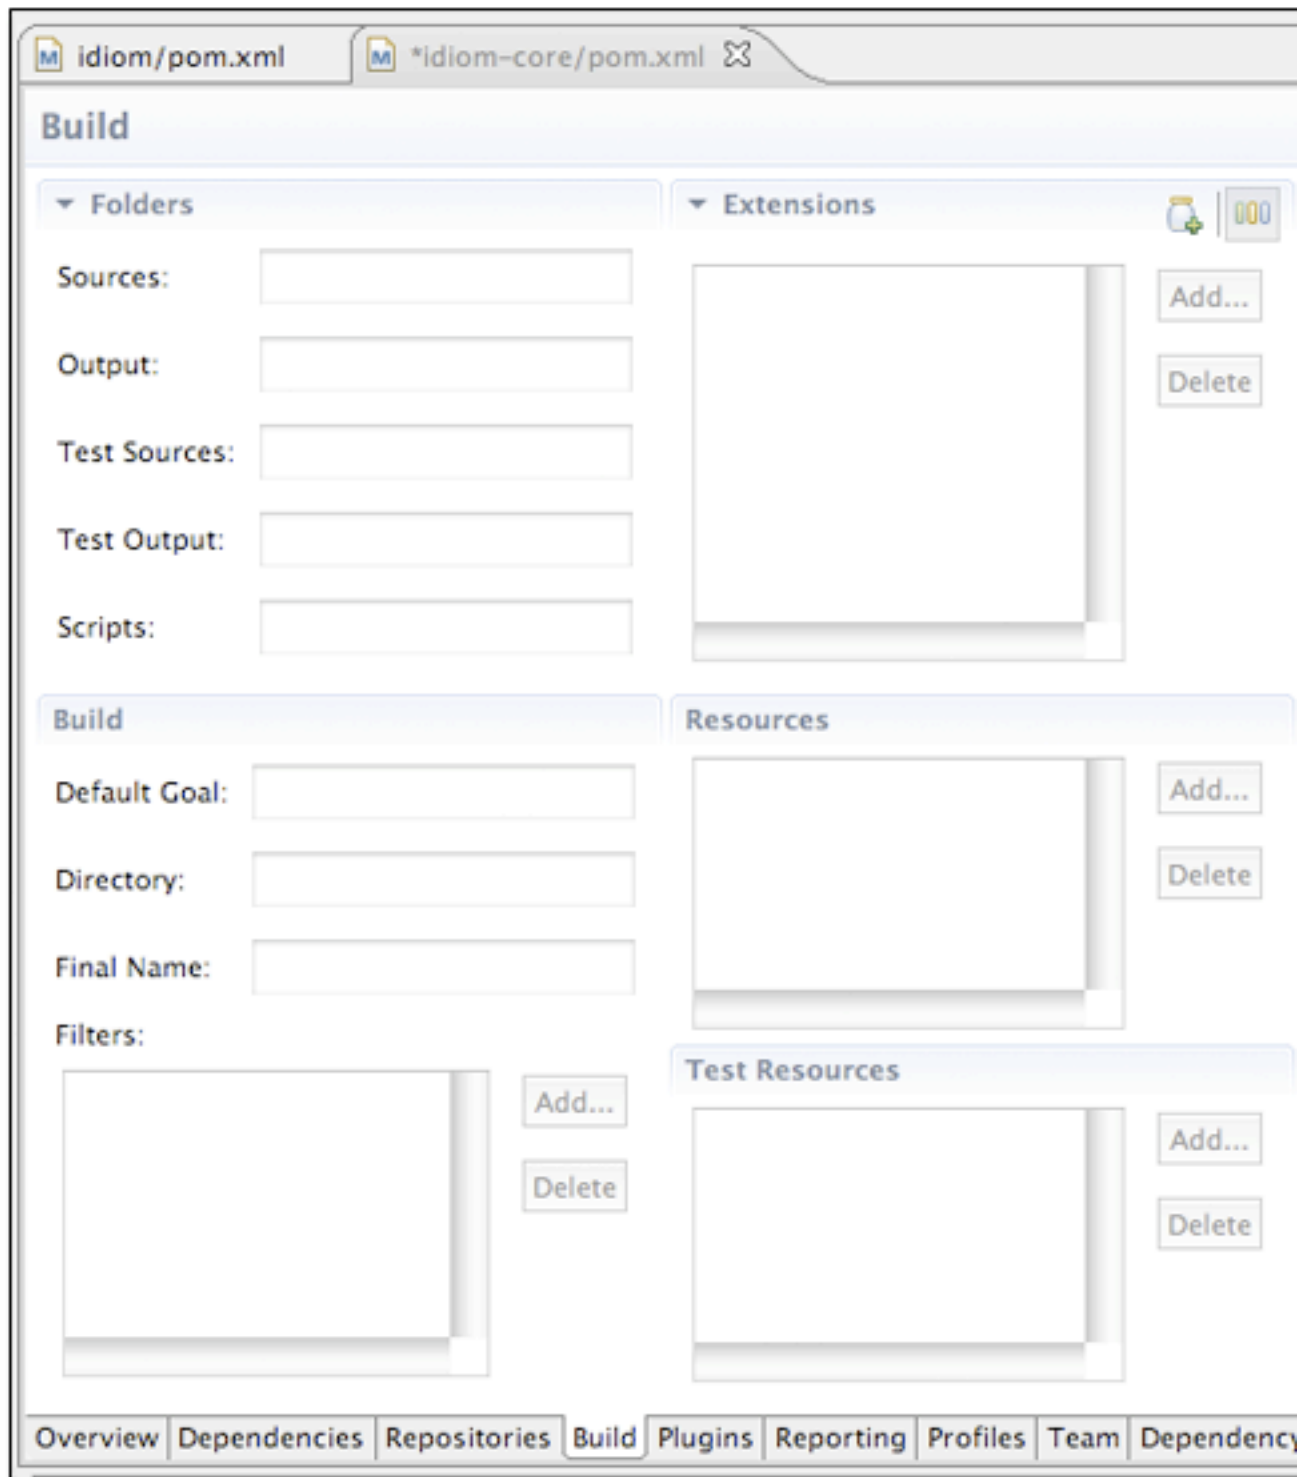 idiom/pom.xml
*idiom-core/pom.xml
Build
Folders
Sources:
Output:
Test Sources:
Test Output:
Scripts:
Extensions
Add...
Delete
Build
Default Goal:
Directory:
Final Name:
Filters:
Add...
Delete
Resources
Add...
Delete
Test Resources
Add...
Delete
Overview Dependencies Repositories Build Plugins Reporting Profiles Team Dependency